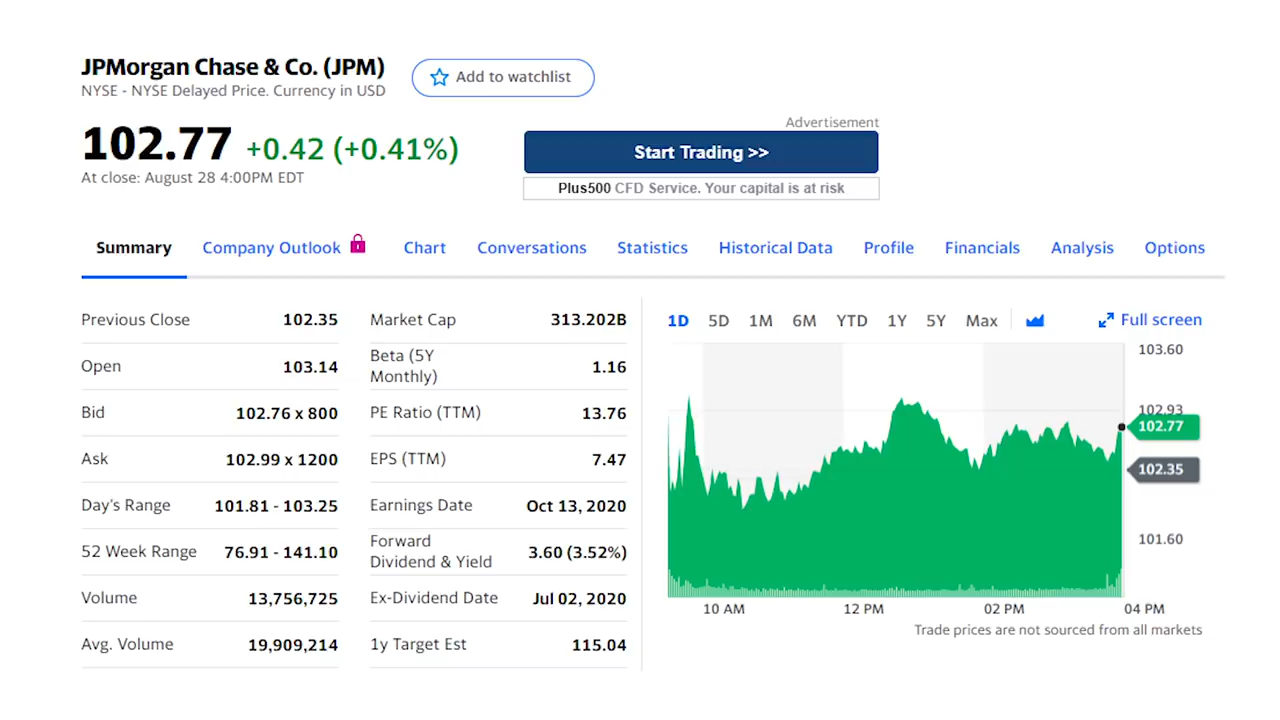 JPMorgan Chase & Co. (JPM)
Add to watchlist
NYSE - NYSE Delayed Price. Currency in USD
102.77 +0.42 (+0.41%)
At close: August 28 4:00PM EDT
Advertisement
Start Trading >>
Plus500 CFD Service. Your capital is at risk
Summary Company Outlook Chart Conversations Statistics Historical Data Profile Financials Analysis Options
Previous Close 102.35
Open 103.14
Bid 102.76 x 800
Ask 102.99 x 1200
Day's Range 101.81 - 103.25
52 Week Range 76.91 - 141.10
Volume 13,756,725
Avg. Volume 19,909,214
Market Cap 313.202B
Beta (5Y
Monthly) 1.16
PE Ratio (TTM) 13.76
EPS (TTM) 7.47
Earnings Date Oct 13, 2020
Forward
Dividend & Yield 3.60 (3.52%)
Ex-Dividend Date Jul 02, 2020
1y Target Est 115.04
1D 5D 1M 6M YTD 1Y 5Y Max Full screen
103.60
102.93
102.77
102.35
101.60
10 AM 12 PM 02 PM 04 PM
Trade prices are not sourced from all markets